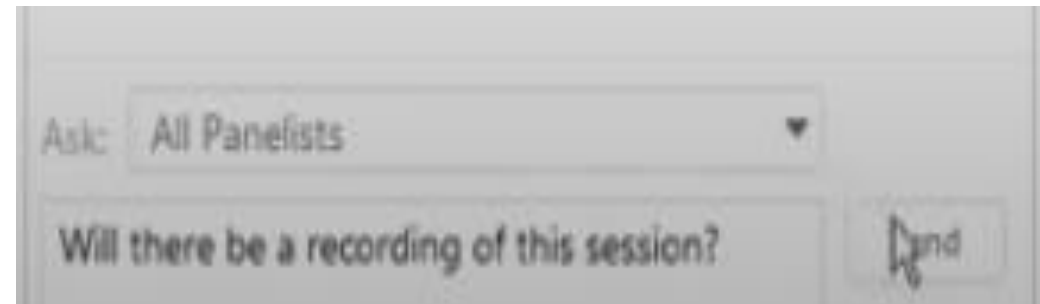 Ask: All Panelists
Will there be a recording of this session?